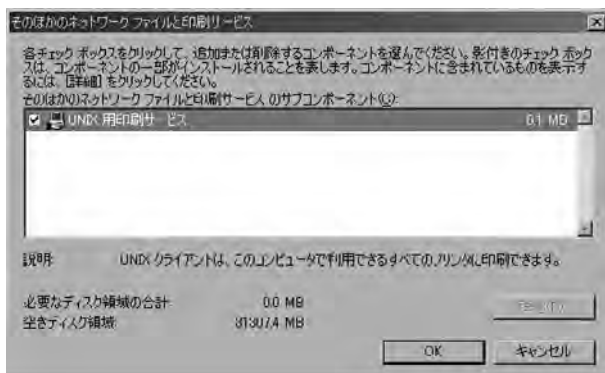 そのほかのネットワーク ファイルと印刷サービス
各チェック ボックスをクリックして、追加または削除するコンポーネントを選んでください。影付きのチェック ボック
スは、コンポーネントの一部がインストールされることを表します。コンポーネントに含まれているものを表示す
るには、[詳細] をクリックしてください。
そのほかのネットワーク ファイルと印刷サービス のサブコンポーネント(C):
UNIX 用印刷サービス 0.1 MB
説明: UNIX クライアントは、このコンピュータで利用できるすべてのプリンタに印刷できます。
必要なディスク領域の合計: 0.0 MB
空きディスク領域: 31307.4 MB
OK キャンセル